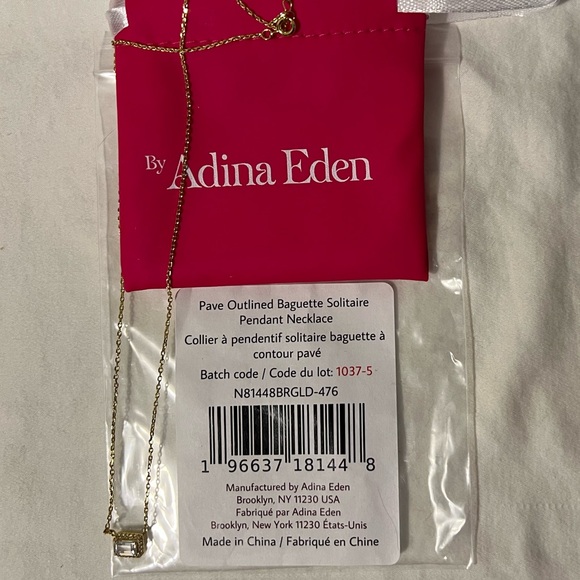 By Adina Eden
Pave Outlined Baguette Solitaire
Pendant Necklace
Collier à pendentif solitaire baguette à
contour pavé
Batch code / Code du lot: 1037-5
N81448BRGLD-476
1 96637 18144 8
Manufactured by Adina Eden
Brooklyn, NY 11230 USA
Fabriqué par Adina Eden
Brooklyn, New York 11230 États-Unis
Made in China / Fabriqué en Chine